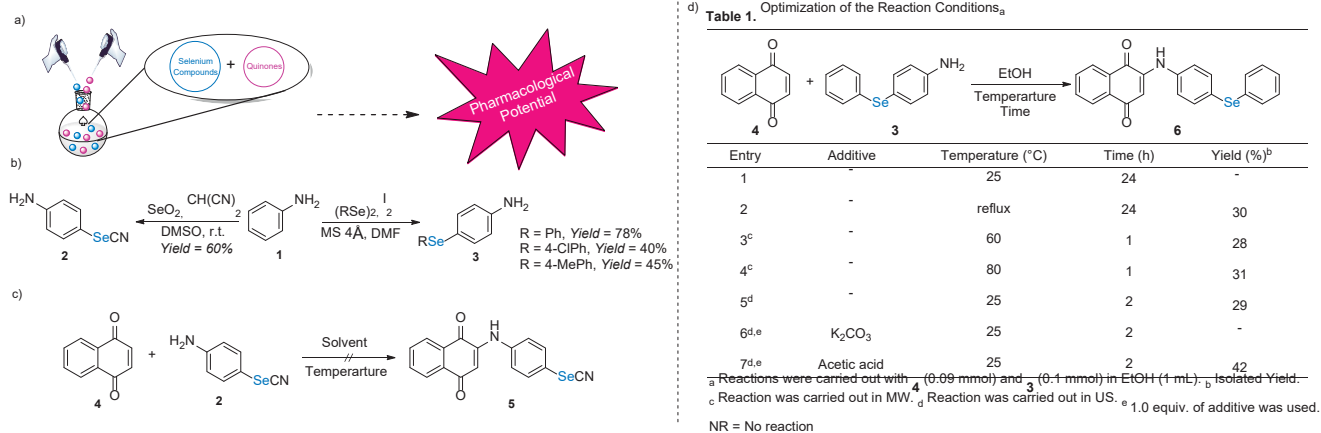 a)
Selenium
Compounds
+
Quinones
Pharmacological
Potential
b)
H2N
SeCN
2
SeO2, CH(CN)2
DMSO, r.t.
Yield = 60%
NH2
1
(RSe)2, I2
MS 4Å, DMF
NH2
RSe
3
R = Ph, Yield = 78%
R = 4-ClPh, Yield = 40%
R = 4-MePh, Yield = 45%
c)
O
O
4
+
H2N
SeCN
2
Solvent
Temperarture
O
H
N
O
SeCN
5
d)
Table 1. Optimization of the Reaction Conditionsa
O
O
4
+
NH2
Se
3
EtOH
Temperarture
Time
O
HN
O
Se
6
Entry Additive Temperature (°C) Time (h) Yield (%)b
1 - 25 24 -
2 - reflux 24 30
3c - 60 1 28
4c - 80 1 31
5d - 25 2 29
6d,e K2CO3 25 2 -
7d,e Acetic acid 25 2 42
a Reactions were carried out with 4 (0.09 mmol) and 3 (0.1 mmol) in EtOH (1 mL). b Isolated Yield.
c Reaction was carried out in MW. d Reaction was carried out in US. e 1.0 equiv. of additive was used.
NR = No reaction